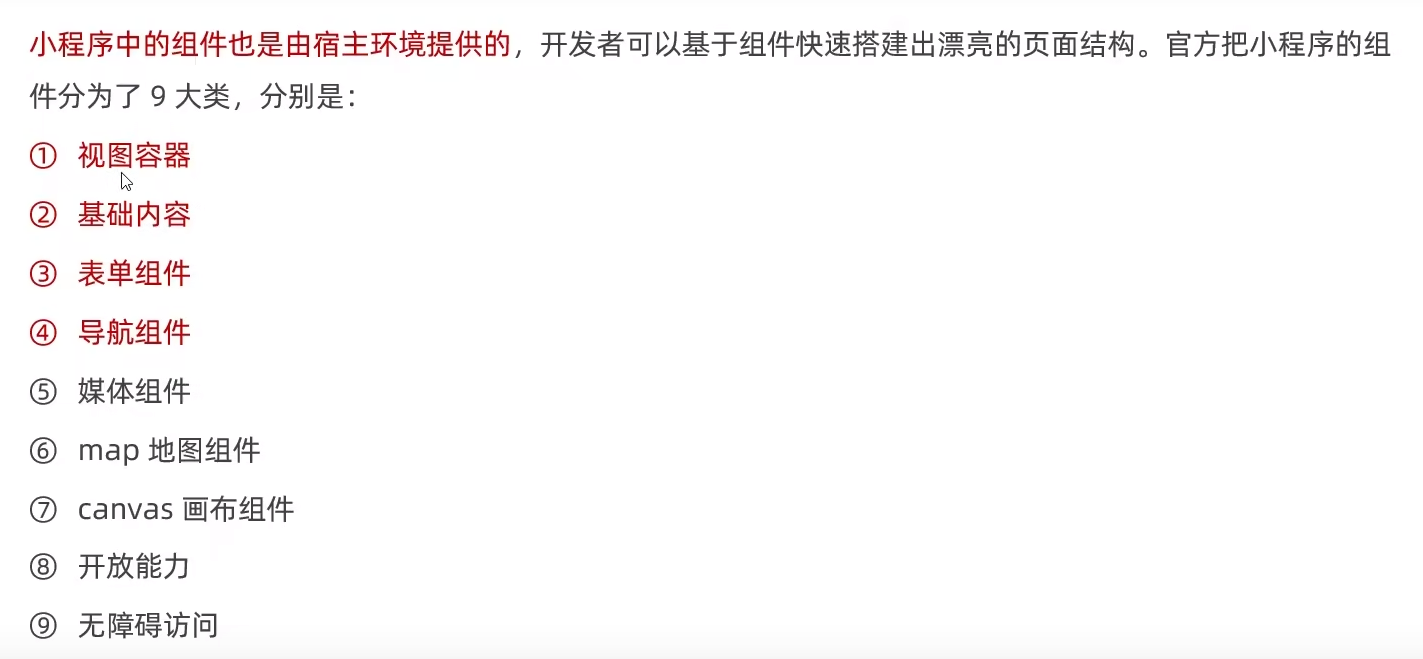 小程序中的组件也是由宿主环境提供的，开发者可以基于组件快速搭建出漂亮的页面结构。官方把小程序的组
件分为了 9 大类，分别是：
① 视图容器
② 基础内容
③ 表单组件
④ 导航组件
⑤ 媒体组件
⑥ map 地图组件
⑦ canvas 画布组件
⑧ 开放能力
⑨ 无障碍访问